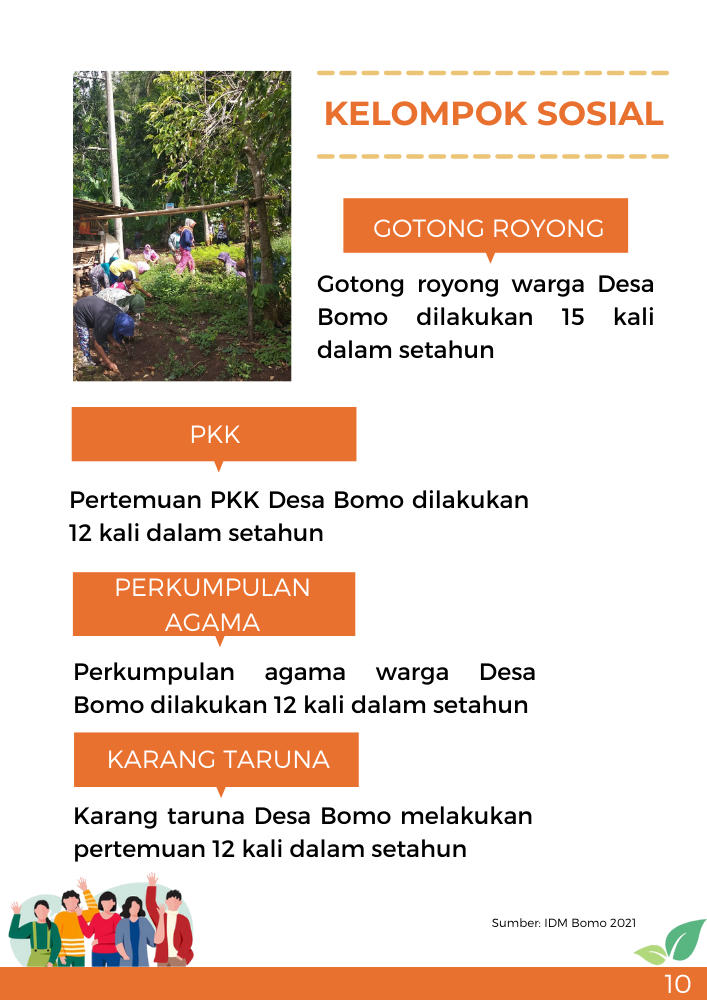 KELOMPOK SOSIAL
GOTONG ROYONG
Gotong royong warga Desa
Bomo dilakukan 15 kali
dalam setahun
PKK
Pertemuan PKK Desa Bomo dilakukan
12 kali dalam setahun
PERKUMPULAN
AGAMA
Perkumpulan agama warga Desa
Bomo dilakukan 12 kali dalam setahun
KARANG TARUNA
Karang taruna Desa Bomo melakukan
pertemuan 12 kali dalam setahun
Sumber: IDM Bomo 2021
10